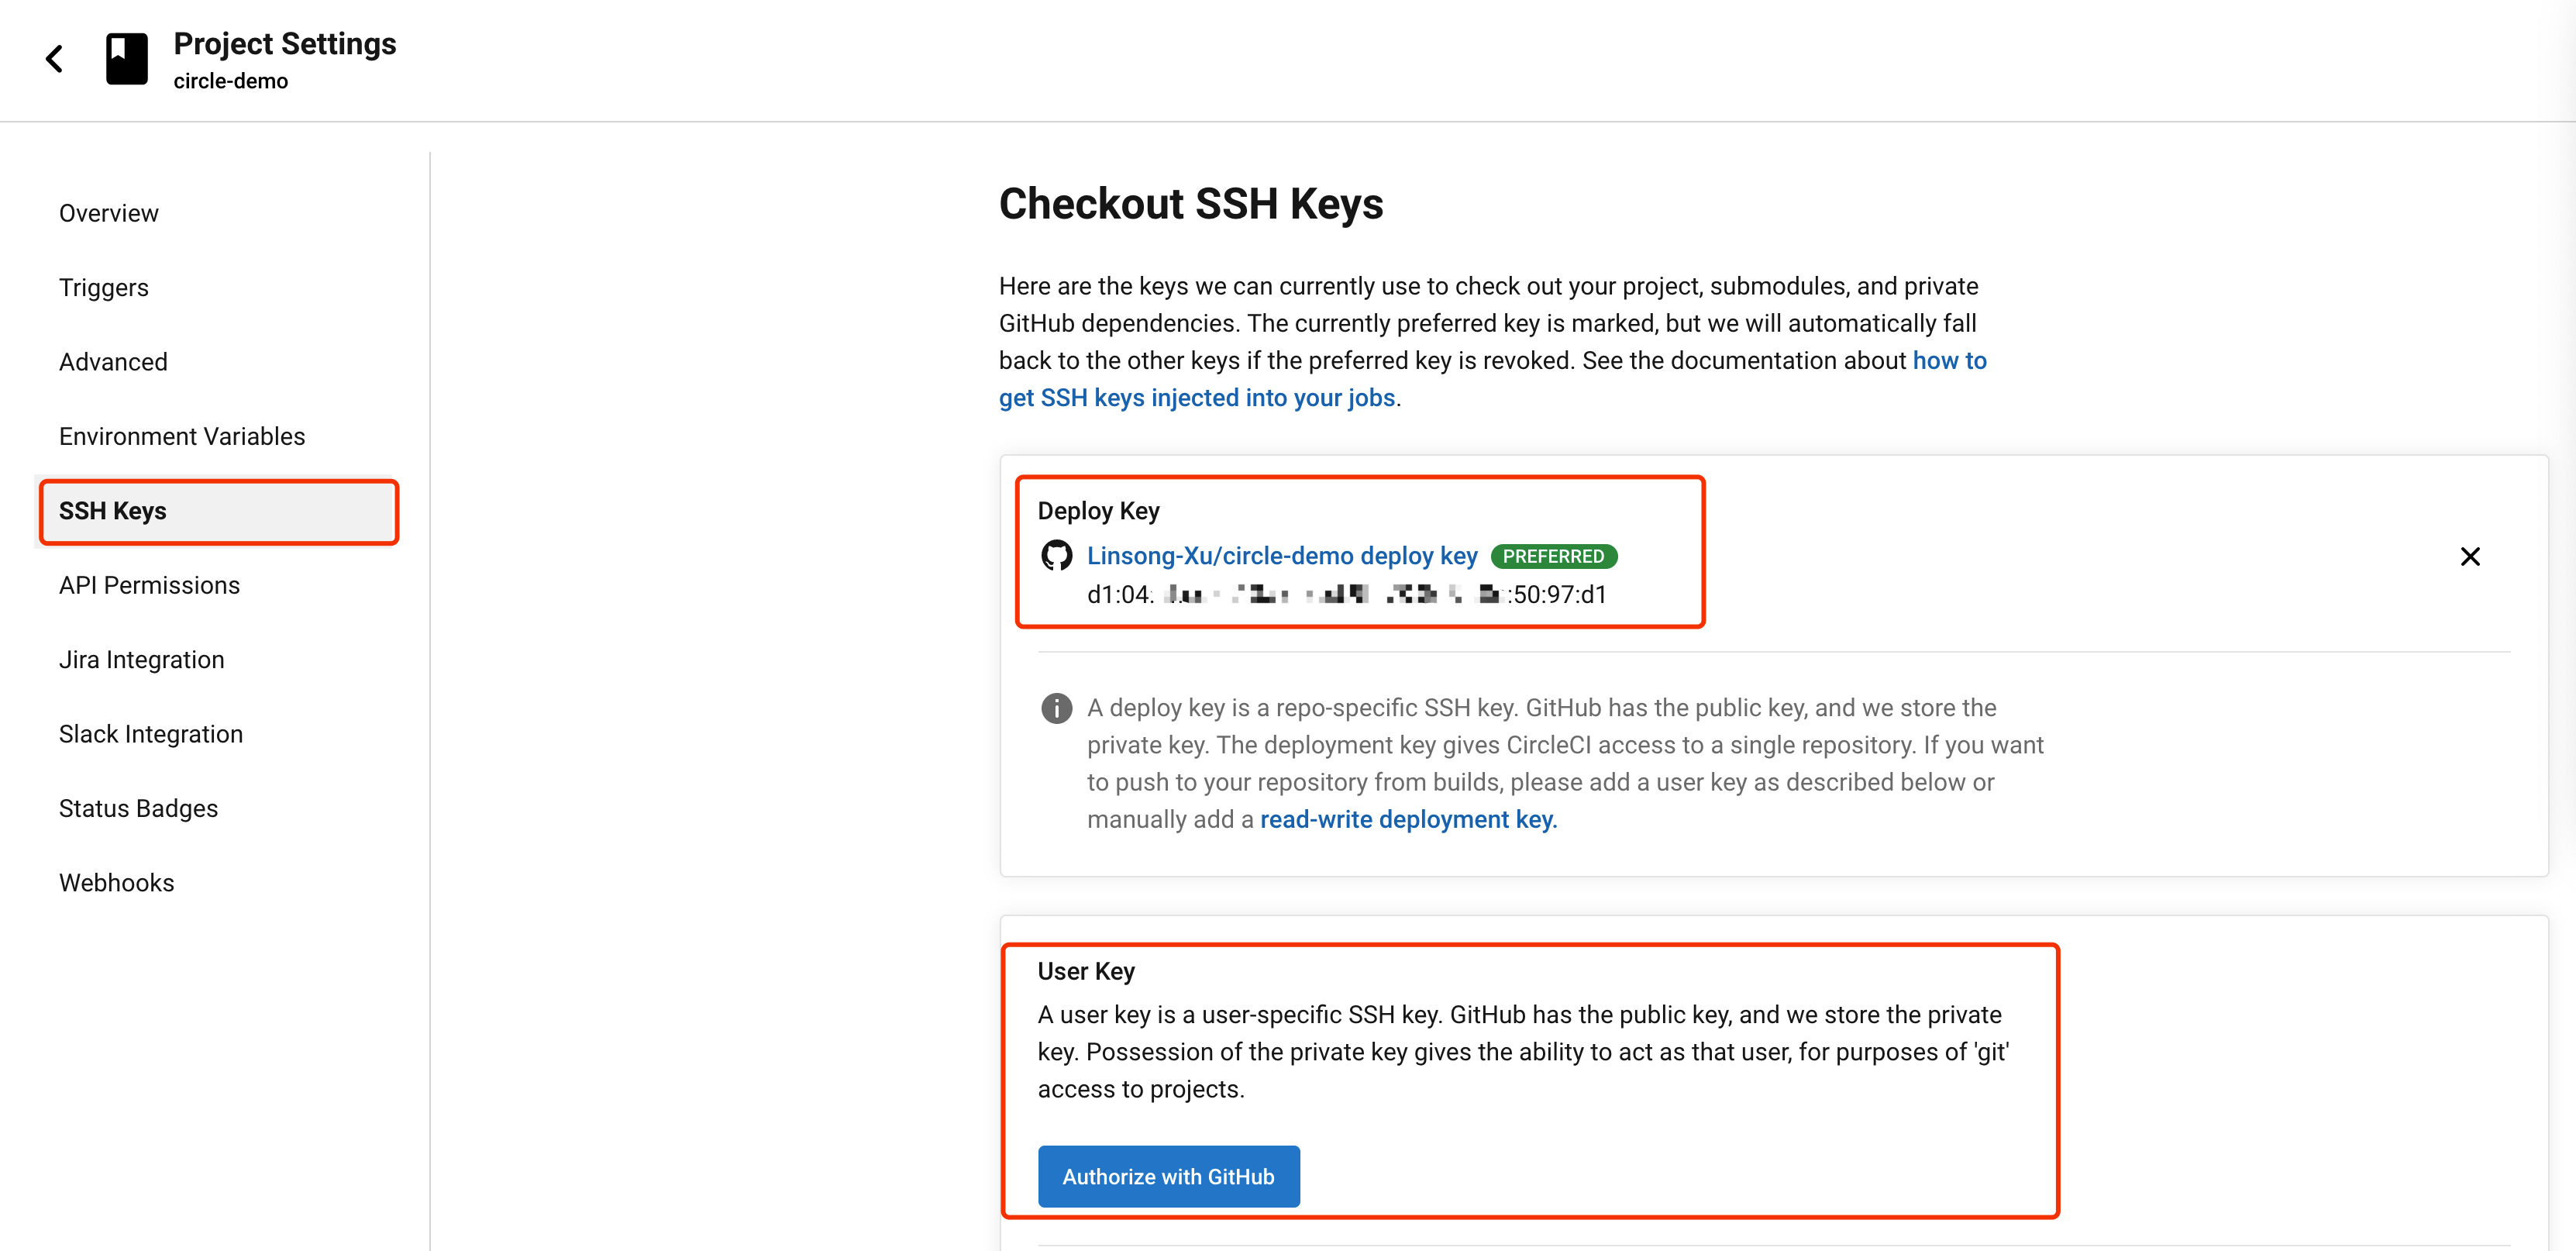 Project Settings
circle-demo
Overview
Triggers
Advanced
Environment Variables
SSH Keys
API Permissions
Jira Integration
Slack Integration
Status Badges
Webhooks
Checkout SSH Keys
Here are the keys we can currently use to check out your project, submodules, and private
GitHub dependencies. The currently preferred key is marked, but we will automatically fall
back to the other keys if the preferred key is revoked. See the documentation about how to
get SSH keys injected into your jobs.
Deploy Key
Linsong-Xu/circle-demo deploy key PREFERRED
d1:04: :50:97:d1
A deploy key is a repo-specific SSH key. GitHub has the public key, and we store the
private key. The deployment key gives CircleCI access to a single repository. If you want
to push to your repository from builds, please add a user key as described below or
manually add a read-write deployment key.
User Key
A user key is a user-specific SSH key. GitHub has the public key, and we store the private
key. Possession of the private key gives the ability to act as that user, for purposes of 'git'
access to projects.
Authorize with GitHub